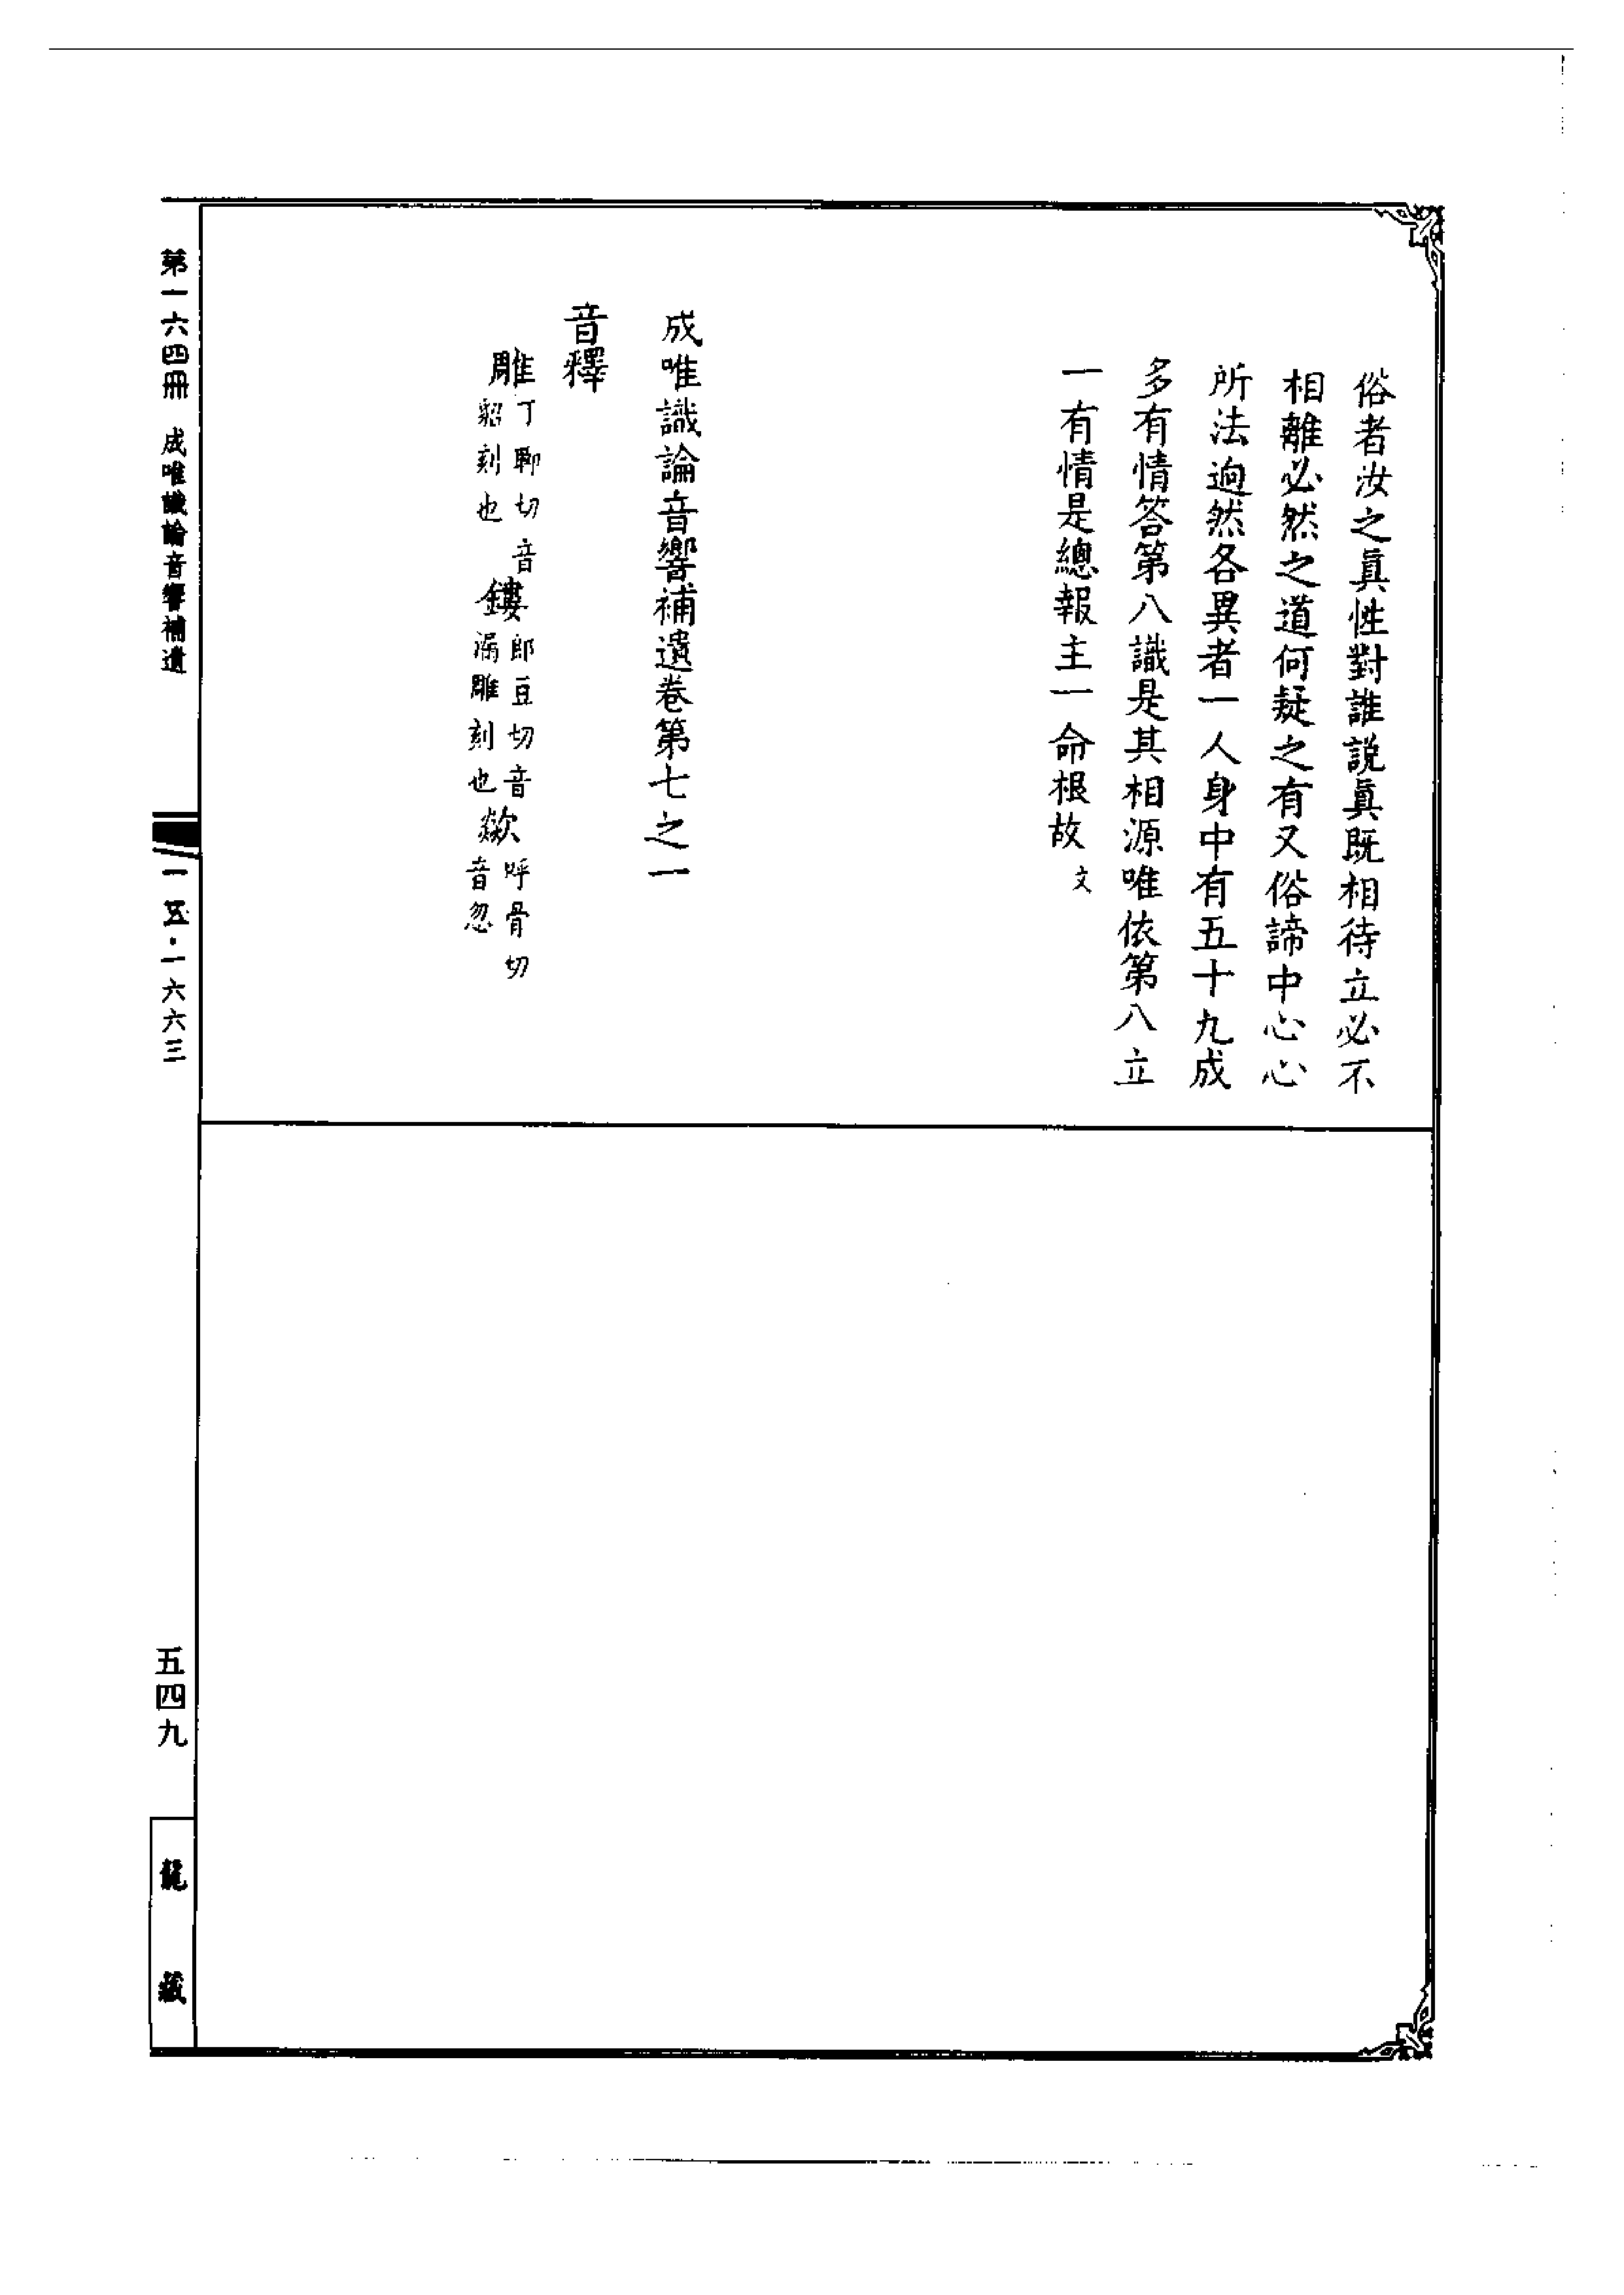 俗者汝之眞性對誰説眞既相待立必不
相離必然之道何疑之有又俗諦中心心
所法逈然各異者一人身中有五十九成
多有情答第八識是其相源唯依第八立
一有情是總報主一命根故文
成唯識論音響補遺卷第七之一
音釋
雕丁聊切音貂刻也 鏤郎豆切音漏雕刻也 欻呼骨切音忽
第一六四冊 成唯識論音響補遺
一六六三
五四九
龍藏